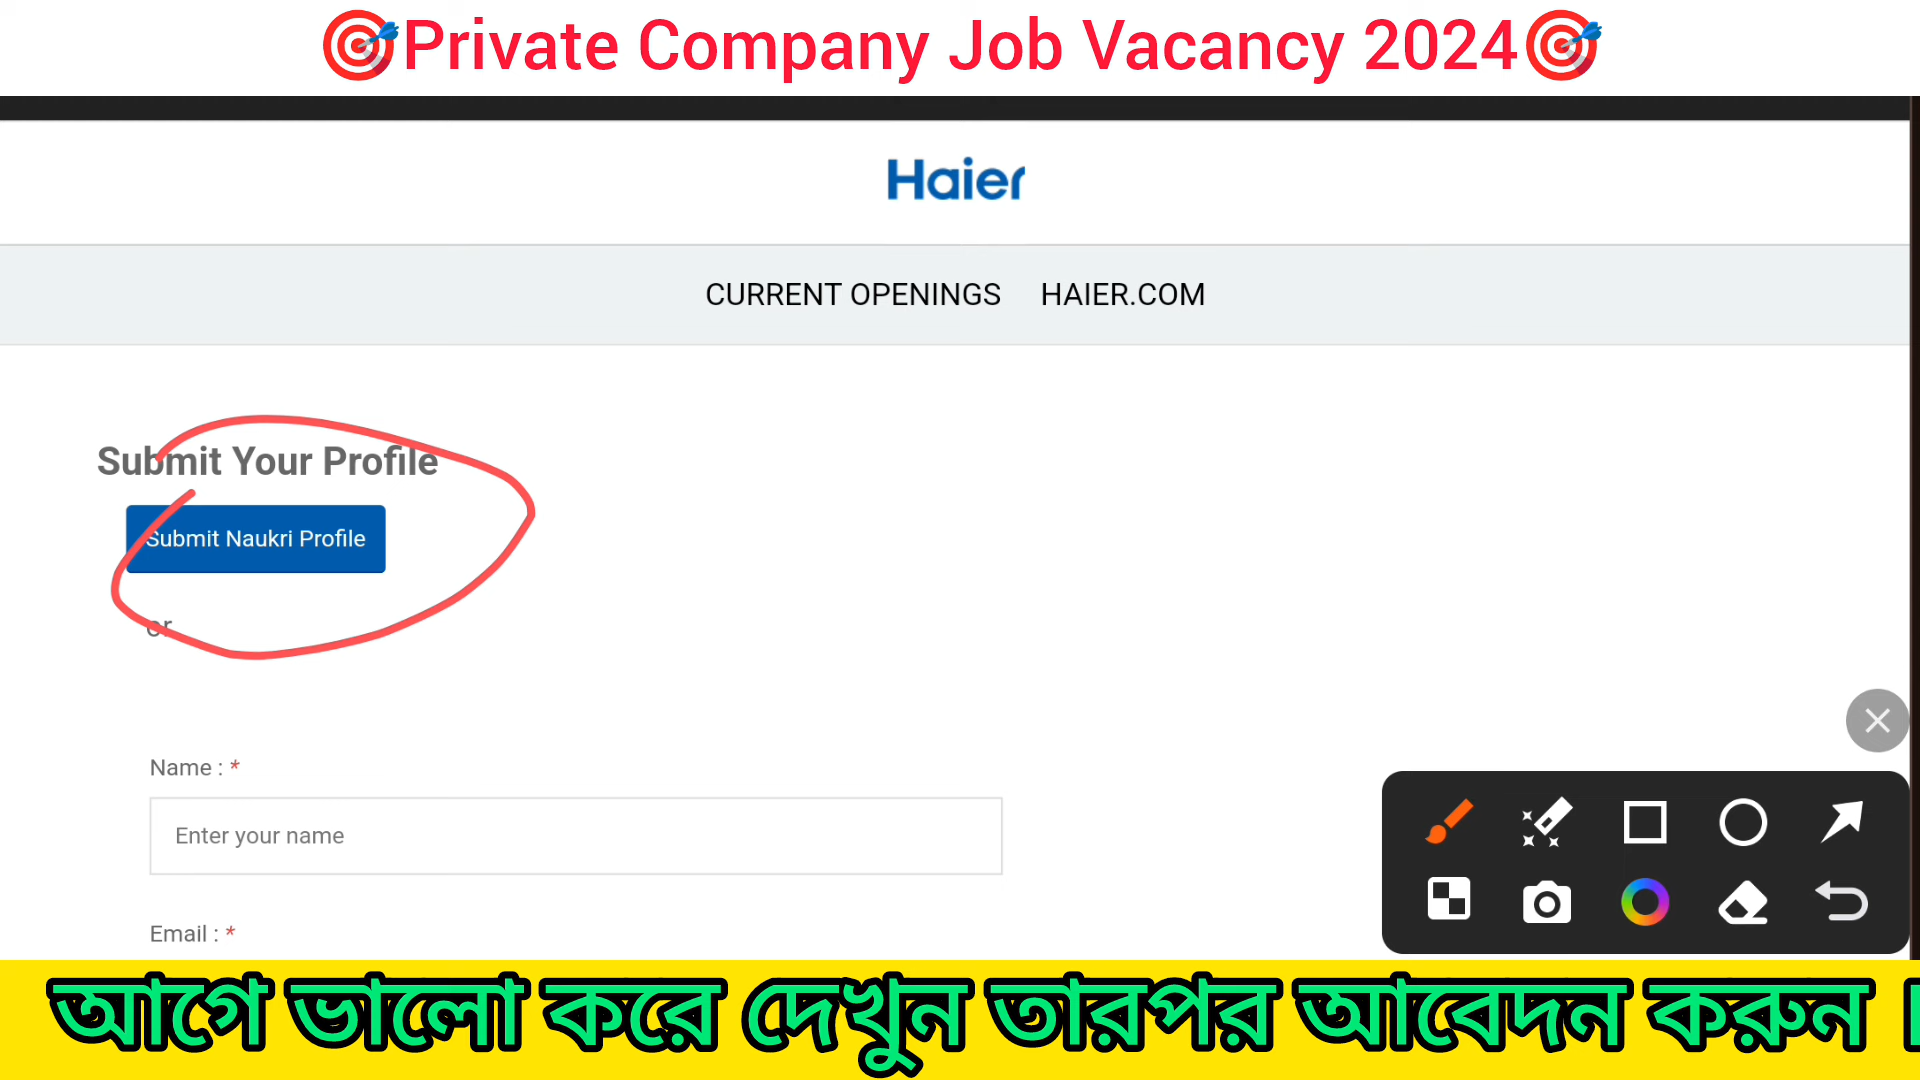 🎯Private Company Job Vacancy 2024🎯
Haier
CURRENT OPENINGS HAIER.COM
Submit Your Profile
Submit Naukri Profile
or
Name : *
Enter your name
Email : *
আগে ভালো করে দেখুন তারপর আবেদন করুন ।